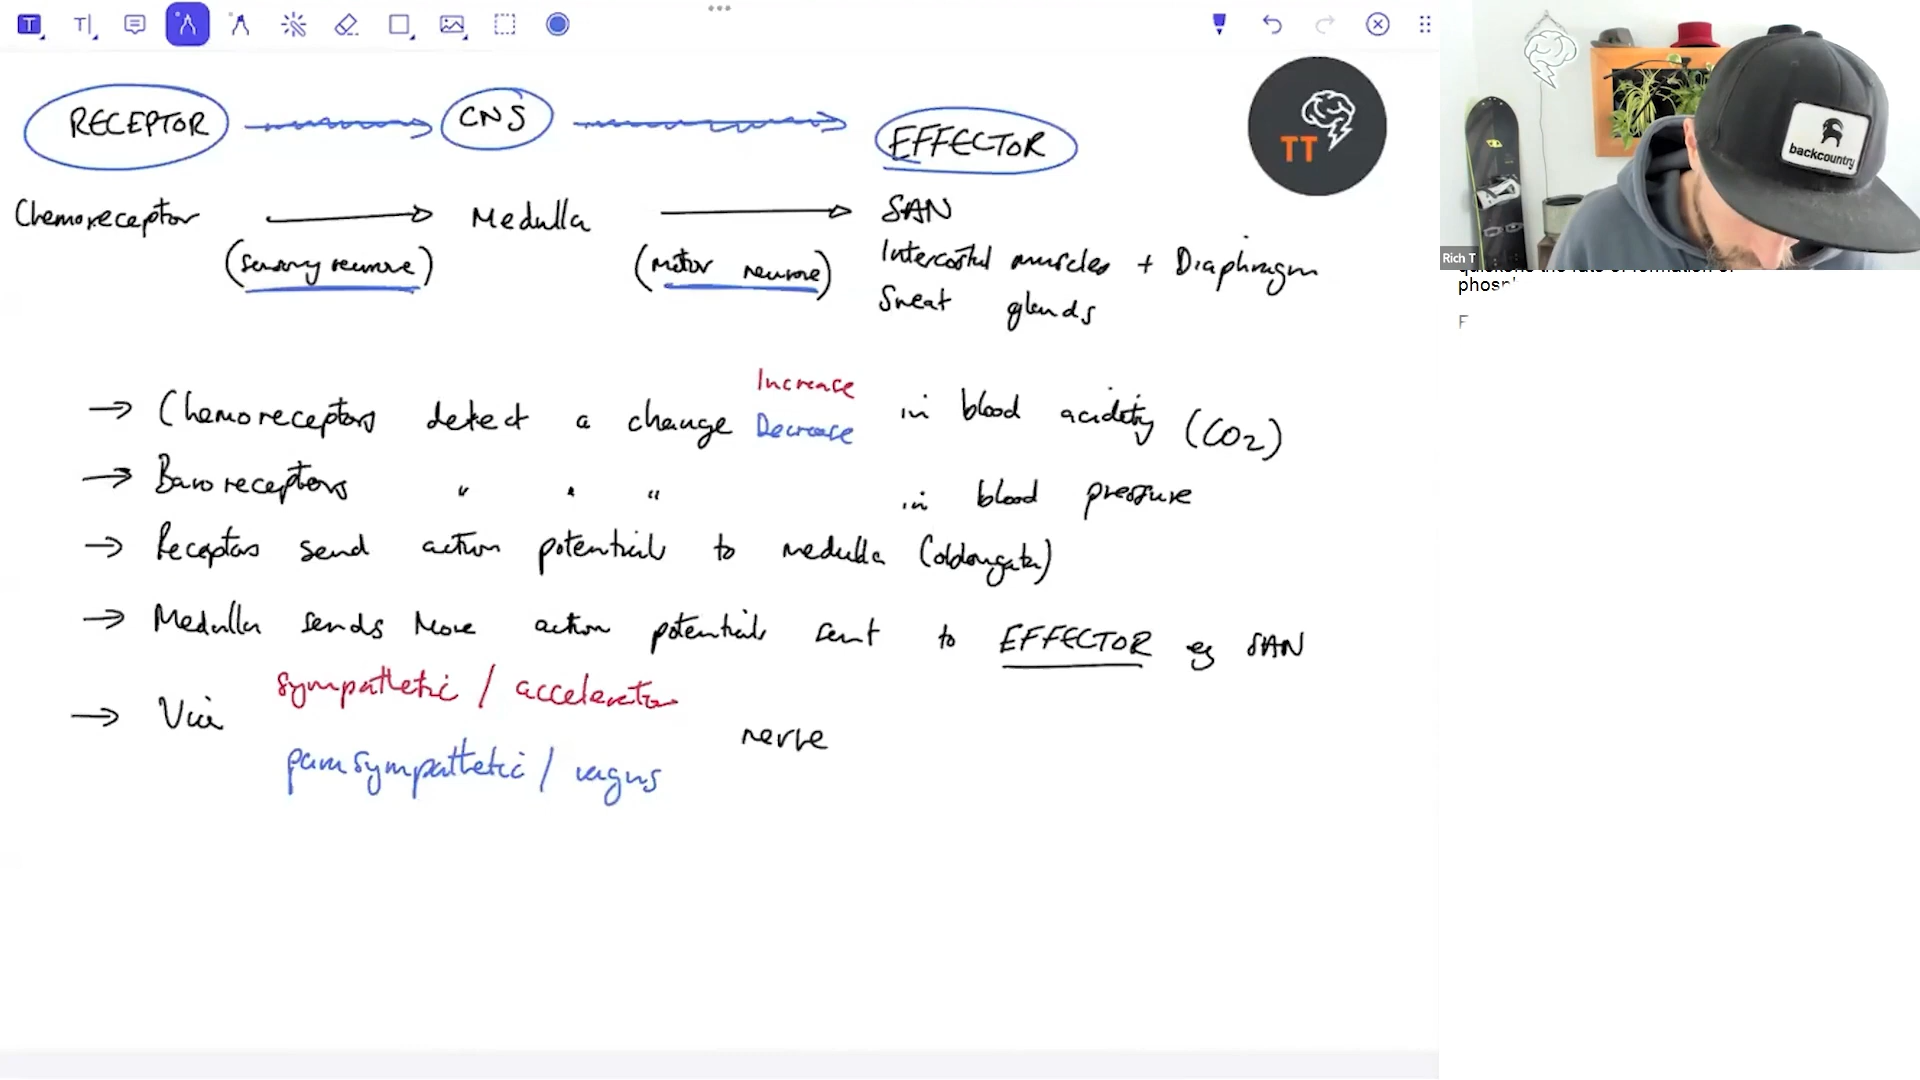 RECEPTOR CNS EFFECTOR
Chemoreceptor Medulla SAN
(sensory neurone) (motor neurone) Intercostal muscles + Diaphragm
Sweat glands
TT
backcountry
Rich T
→ Chemoreceptors detect a change Increase
Decrease in blood acidity (CO2)
→ Baroreceptors " " " in blood pressure
→ Receptors send action potentials to medulla (oblongata)
→ Medulla sends More action potentials sent to EFFECTOR eg SAN
→ Via sympathetic / accelerator
parasympathetic / vagus nerve